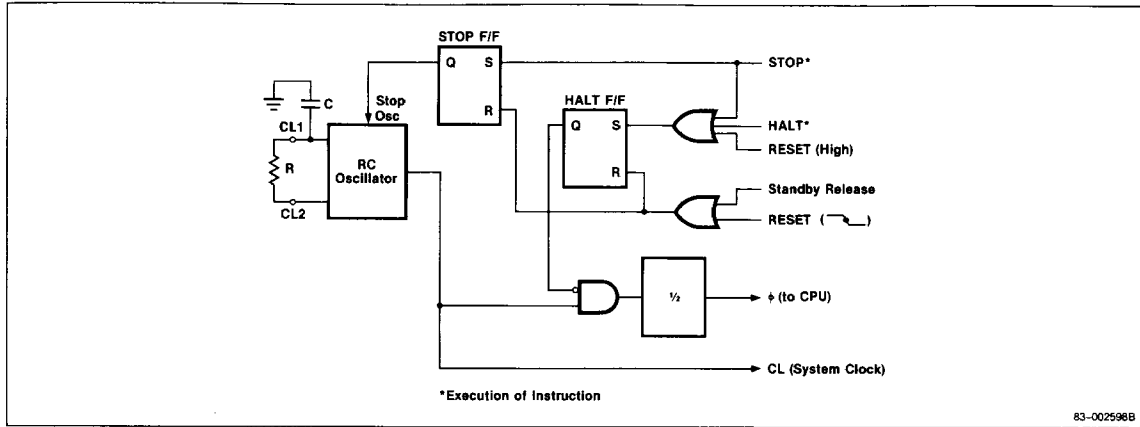 STOP F/F
Q S
R
STOP*
HALT F/F
Q S
R
HALT*
RESET (High)
Standby Release
RESET ( )
C
Stop
Osc
CL1
R
CL2
RC
Oscillator
½
ϕ (to CPU)
CL (System Clock)
*Execution of Instruction
83-002598B